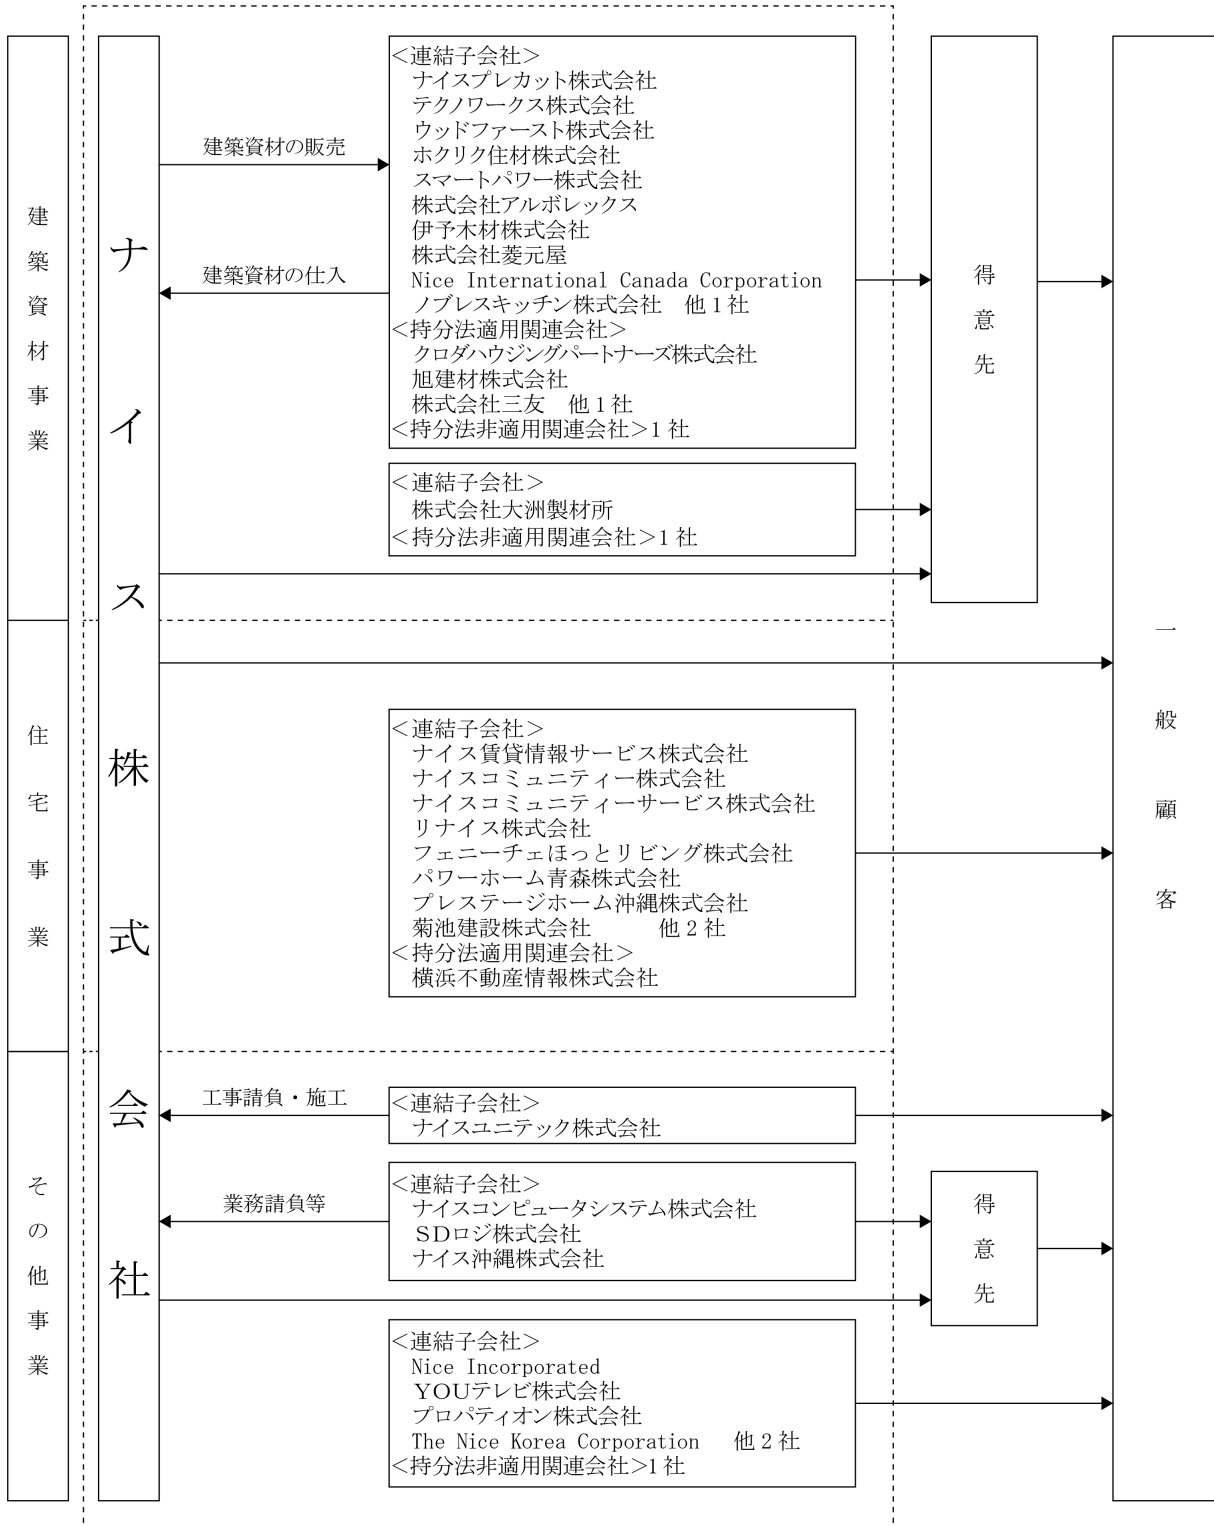 建築資材事業
ナイス株式会社
建築資材の販売
建築資材の仕入
＜連結子会社＞
ナイスプレカット株式会社
テクノワークス株式会社
ウッドファースト株式会社
ホクリク住材株式会社
スマートパワー株式会社
株式会社アルボレックス
伊予木材株式会社
株式会社菱元屋
Nice International Canada Corporation
ノブレスキッチン株式会社　他１社
＜持分法適用関連会社＞
クロダハウジングパートナーズ株式会社
旭建材株式会社
株式会社三友　他１社
＜持分法非適用関連会社＞１社
＜連結子会社＞
株式会社大洲製材所
＜持分法非適用関連会社＞１社
得意先
一般顧客
住宅事業
＜連結子会社＞
ナイス賃貸情報サービス株式会社
ナイスコミュニティー株式会社
ナイスコミュニティーサービス株式会社
リナイス株式会社
フェニーチェほっとリビング株式会社
パワーホーム青森株式会社
プレステージホーム沖縄株式会社
菊池建設株式会社　　　他２社
＜持分法適用関連会社＞
横浜不動産情報株式会社
その他事業
工事請負・施工
＜連結子会社＞
ナイスユニテック株式会社
業務請負等
＜連結子会社＞
ナイスコンピュータシステム株式会社
ＳＤロジ株式会社
ナイス沖縄株式会社
得意先
＜連結子会社＞
Nice Incorporated
ＹＯＵテレビ株式会社
プロパティオン株式会社
The Nice Korea Corporation　他２社
＜持分法非適用関連会社＞１社